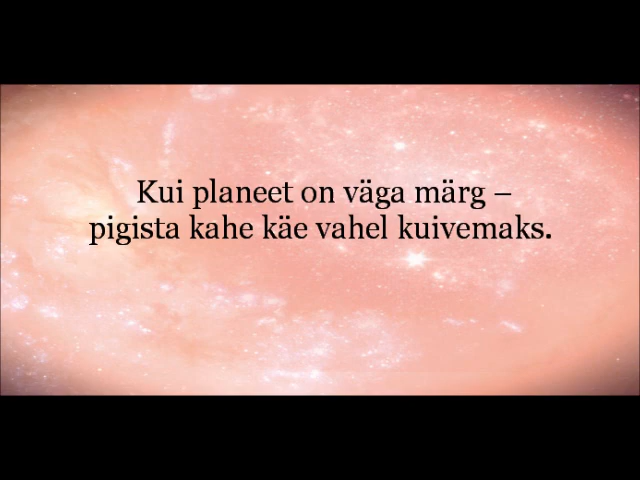 Kui planeet on väga märg –
pigista kahe käe vahel kuivemaks.